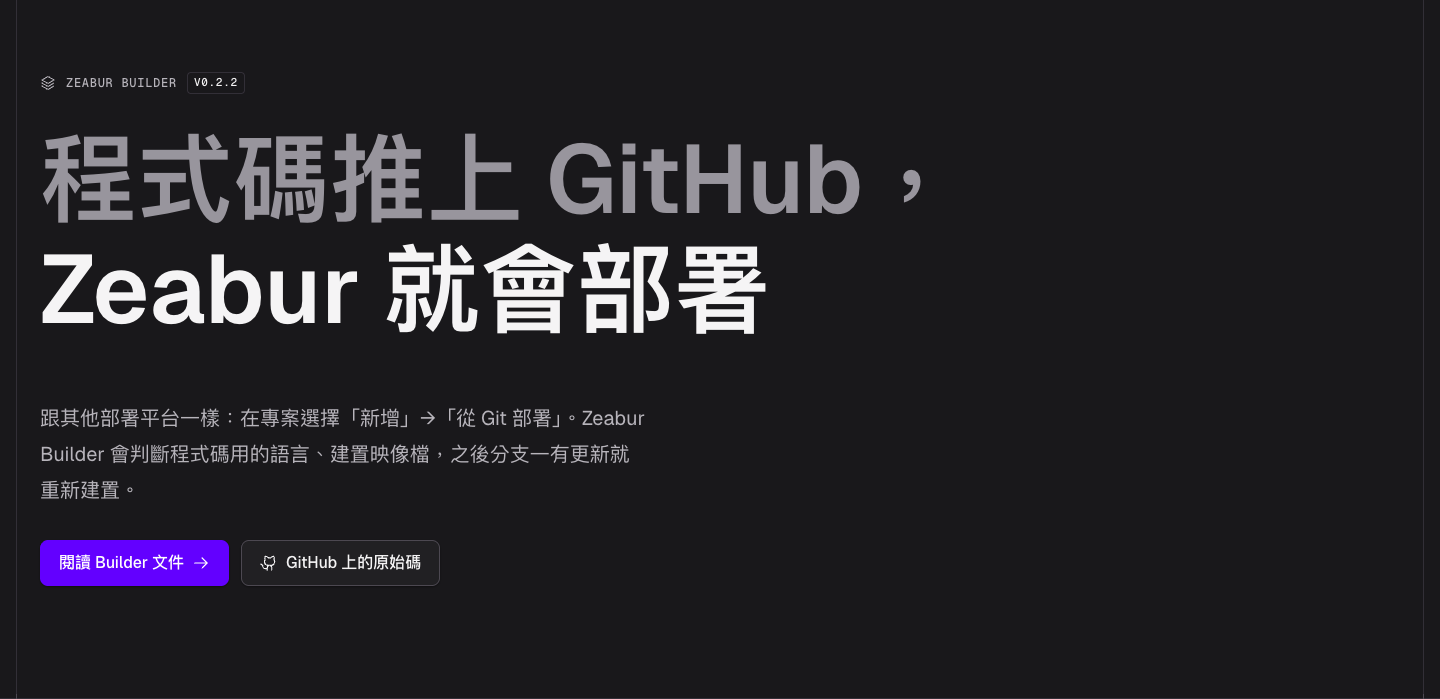 ZEABUR BUILDER V0.2.2
程式碼推上 GitHub，
Zeabur 就會部署
跟其他部署平台一樣：在專案選擇「新增」→「從 Git 部署」。Zeabur
Builder 會判斷程式碼用的語言、建置映像檔，之後分支一有更新就
重新建置。
閱讀 Builder 文件 →
GitHub 上的原始碼